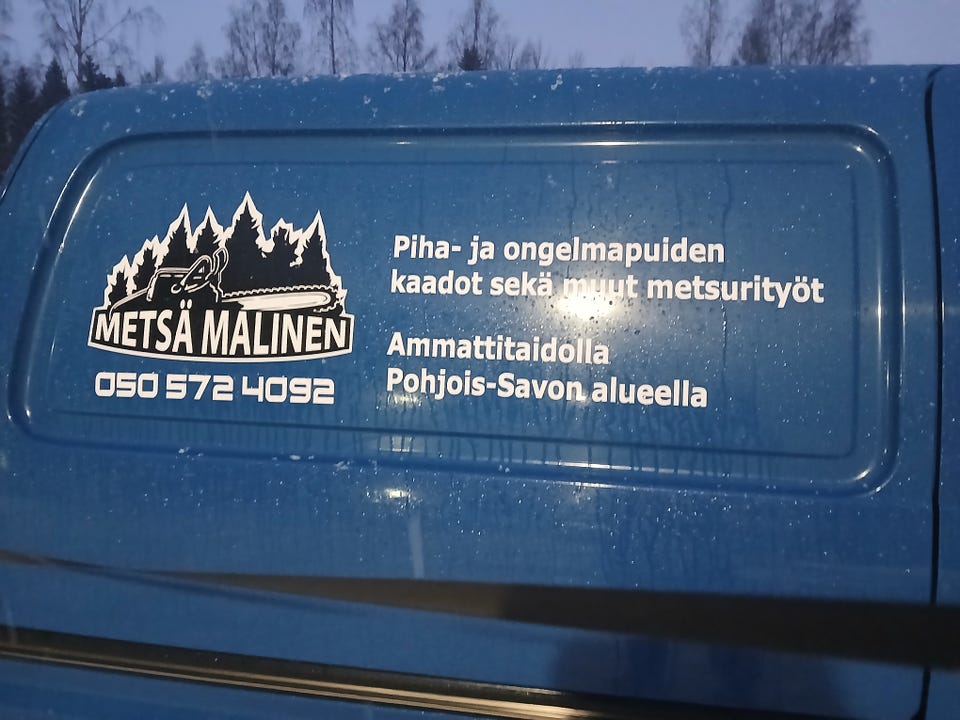 METSÄ MALINEN
050 572 4092
Piha- ja ongelmapuiden
kaadot sekä muut metsurityöt
Ammattitaidolla
Pohjois-Savon alueella